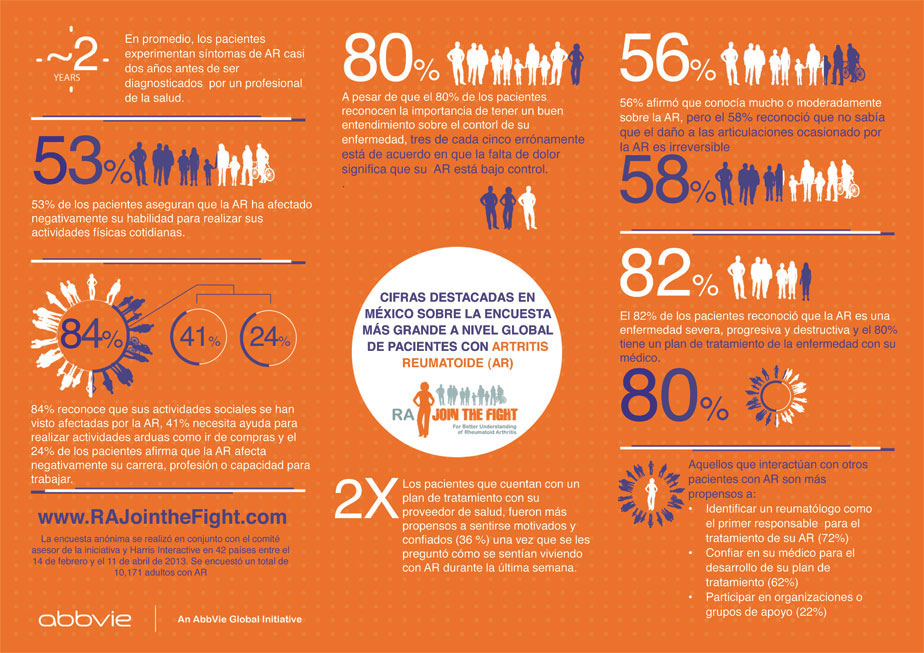 ~2
YEARS
En promedio, los pacientes
experimentan síntomas de AR casi
dos años antes de ser
diagnosticados por un profesional
de la salud.
53%
53% de los pacientes aseguran que la AR ha afectado
negativamente su habilidad para realizar sus
actividades físicas cotidianas.
84%
41%
24%
84% reconoce que sus actividades sociales se han
visto afectadas por la AR, 41% necesita ayuda para
realizar actividades arduas como ir de compras y el
24% de los pacientes afirma que la AR afecta
negativamente su carrera, profesión o capacidad para
trabajar.
www.RAJointheFight.com
La encuesta anónima se realizó en conjunto con el comité
asesor de la iniciativa y Harris Interactive en 42 países entre el
14 de febrero y el 11 de abril de 2013. Se encuestó un total de
10,171 adultos con AR
abbvie
An AbbVie Global Initiative
80%
A pesar de que el 80% de los pacientes
reconocen la importancia de tener un buen
entendimiento sobre el contorl de su
enfermedad, tres de cada cinco errónamente
está de acuerdo en que la falta de dolor
significa que su AR está bajo control.
.
CIFRAS DESTACADAS EN
MÉXICO SOBRE LA ENCUESTA
MÁS GRANDE A NIVEL GLOBAL
DE PACIENTES CON ARTRITIS
REUMATOIDE (AR)
RA JOIN THE FIGHT
For Better Understanding
of Rheumatoid Arthritis
2X
Los pacientes que cuentan con un
plan de tratamiento con su
proveedor de salud, fueron más
propensos a sentirse motivados y
confiados (36 %) una vez que se les
preguntó cómo se sentían viviendo
con AR durante la última semana.
56%
56% afirmó que conocía mucho o moderadamente
sobre la AR, pero el 58% reconoció que no sabía
que el daño a las articulaciones ocasionado por
la AR es irreversible
58%
82%
El 82% de los pacientes reconoció que la AR es una
enfermedad severa, progresiva y destructiva y el 80%
tiene un plan de tratamiento de la enfermedad con su
médico.
80%
Aquellos que interactúan con otros
pacientes con AR son más
propensos a:
• Identificar un reumatólogo como
el primer responsable para el
tratamiento de su AR (72%)
• Confiar en su médico para el
desarrollo de su plan de
tratamiento (62%)
• Participar en organizaciones o
grupos de apoyo (22%)